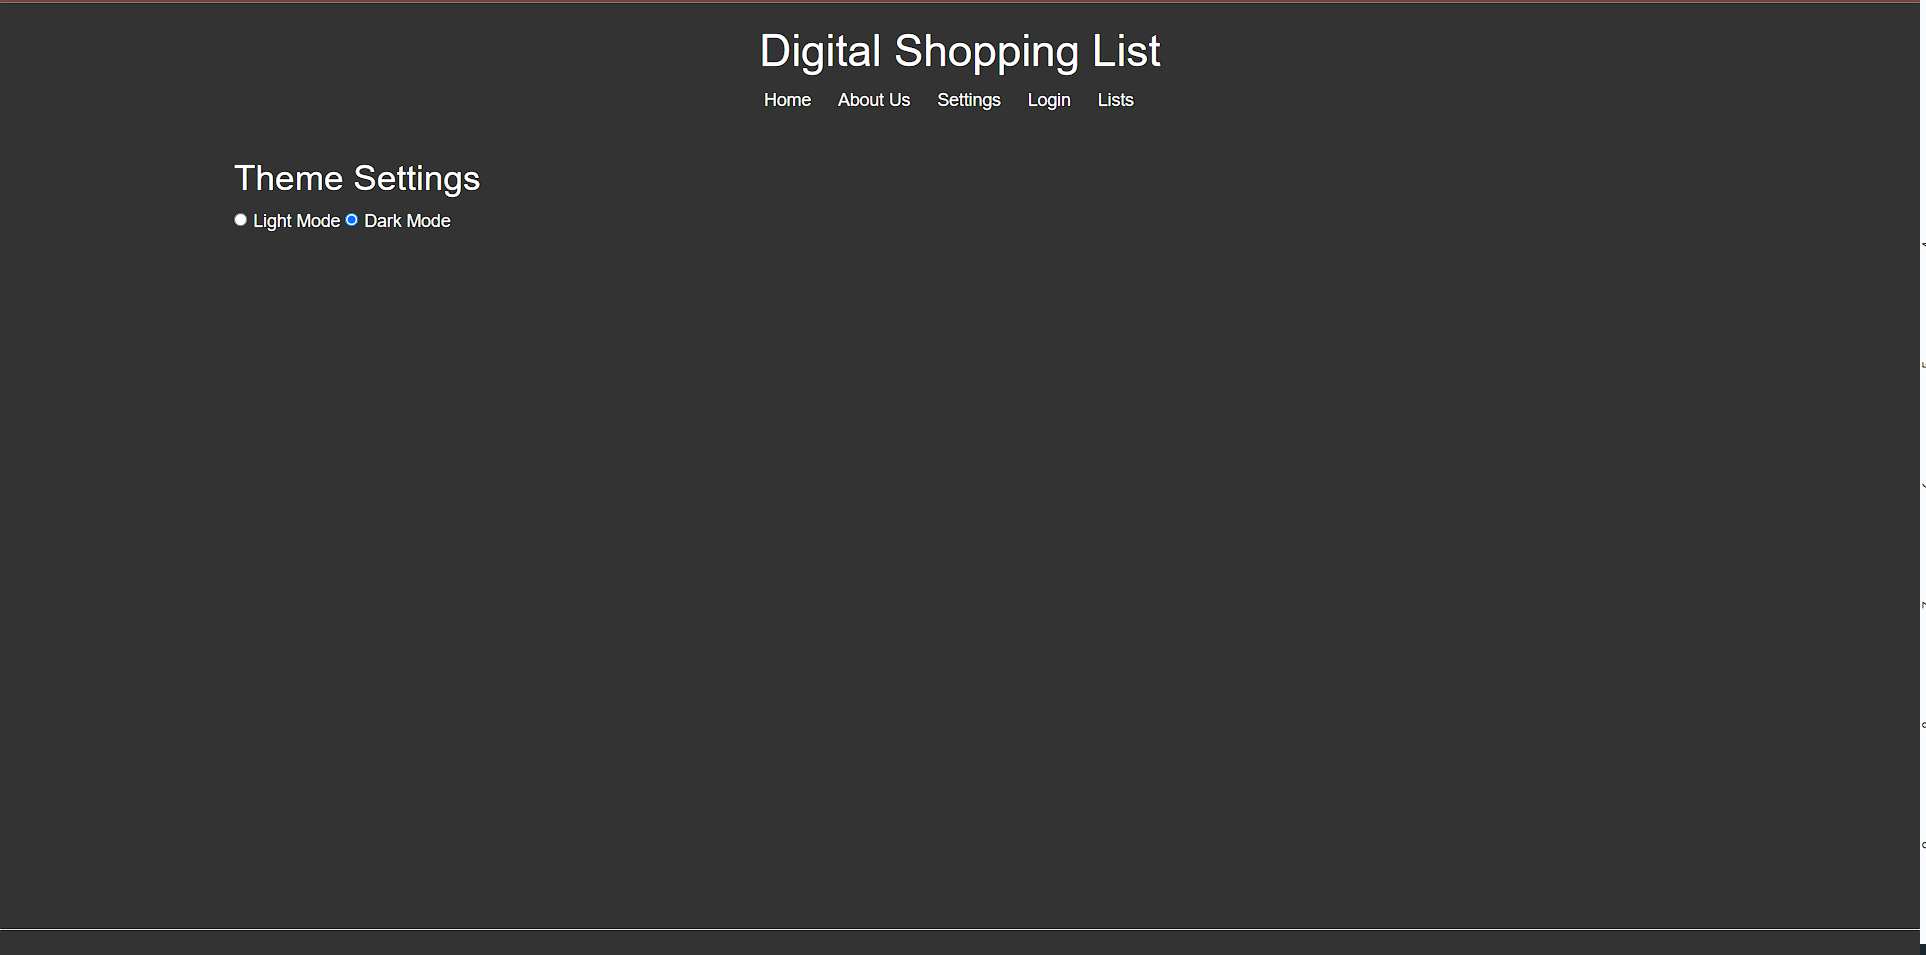 Digital Shopping List
Home About Us Settings Login Lists
Theme Settings
Light Mode Dark Mode